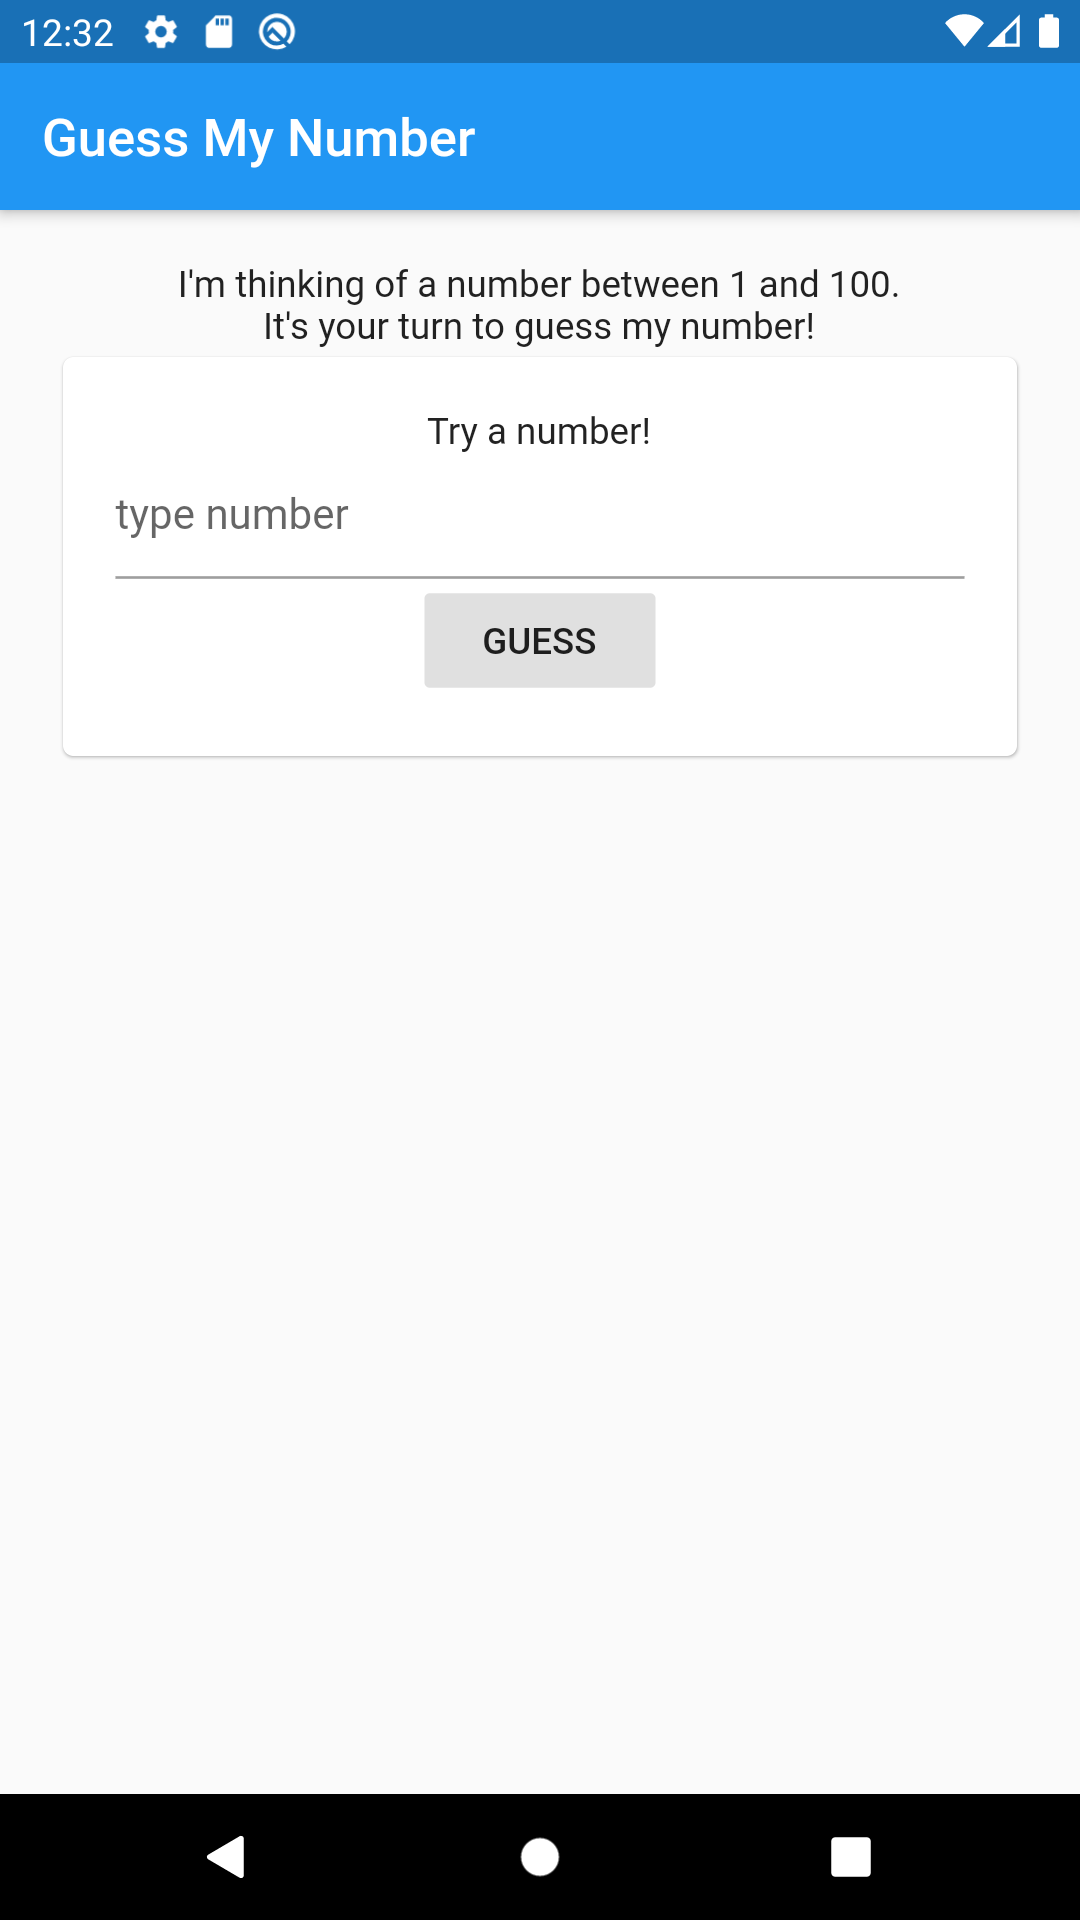 12:32
Guess My Number
I'm thinking of a number between 1 and 100.
It's your turn to guess my number!
Try a number!
type number
GUESS